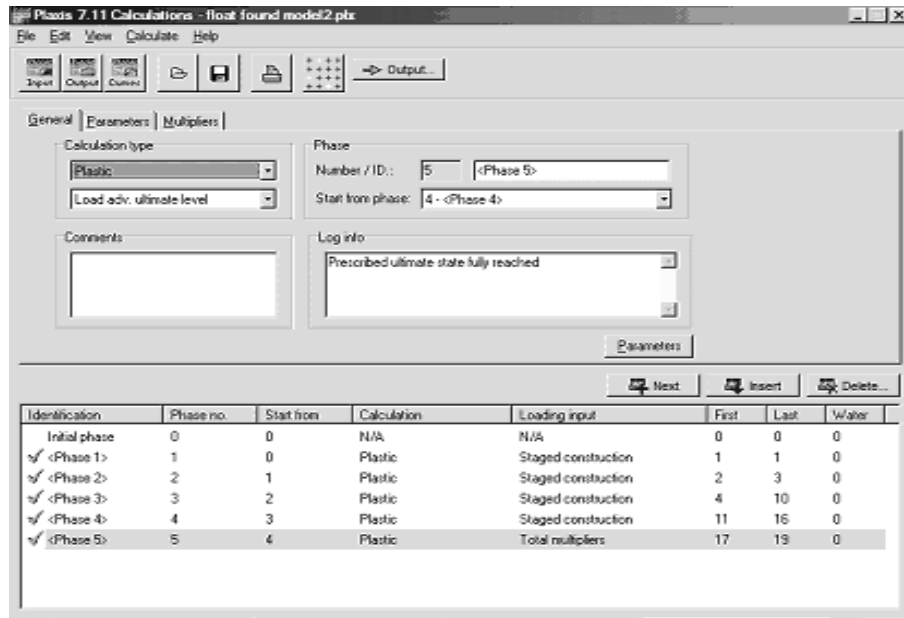 Plaxis 7.11 Calculations - float found model2.plx
File Edit View Calculate Help
Input Output Curves Output...
General Parameters Multipliers
Calculation type
Plastic
Load adv. ultimate level
Phase
Number / ID.: 5 <Phase 5>
Start from phase: 4 - <Phase 4>
Comments
Log info
Prescribed ultimate state fully reached
Parameters
Next Insert Delete...
Identification Phase no. Start from Calculation Loading input First Last Water
Initial phase 0 0 N/A N/A 0 0 0
<Phase 1> 1 0 Plastic Staged construction 1 1 0
<Phase 2> 2 1 Plastic Staged construction 2 3 0
<Phase 3> 3 2 Plastic Staged construction 4 10 0
<Phase 4> 4 3 Plastic Staged construction 11 16 0
<Phase 5> 5 4 Plastic Total multipliers 17 19 0